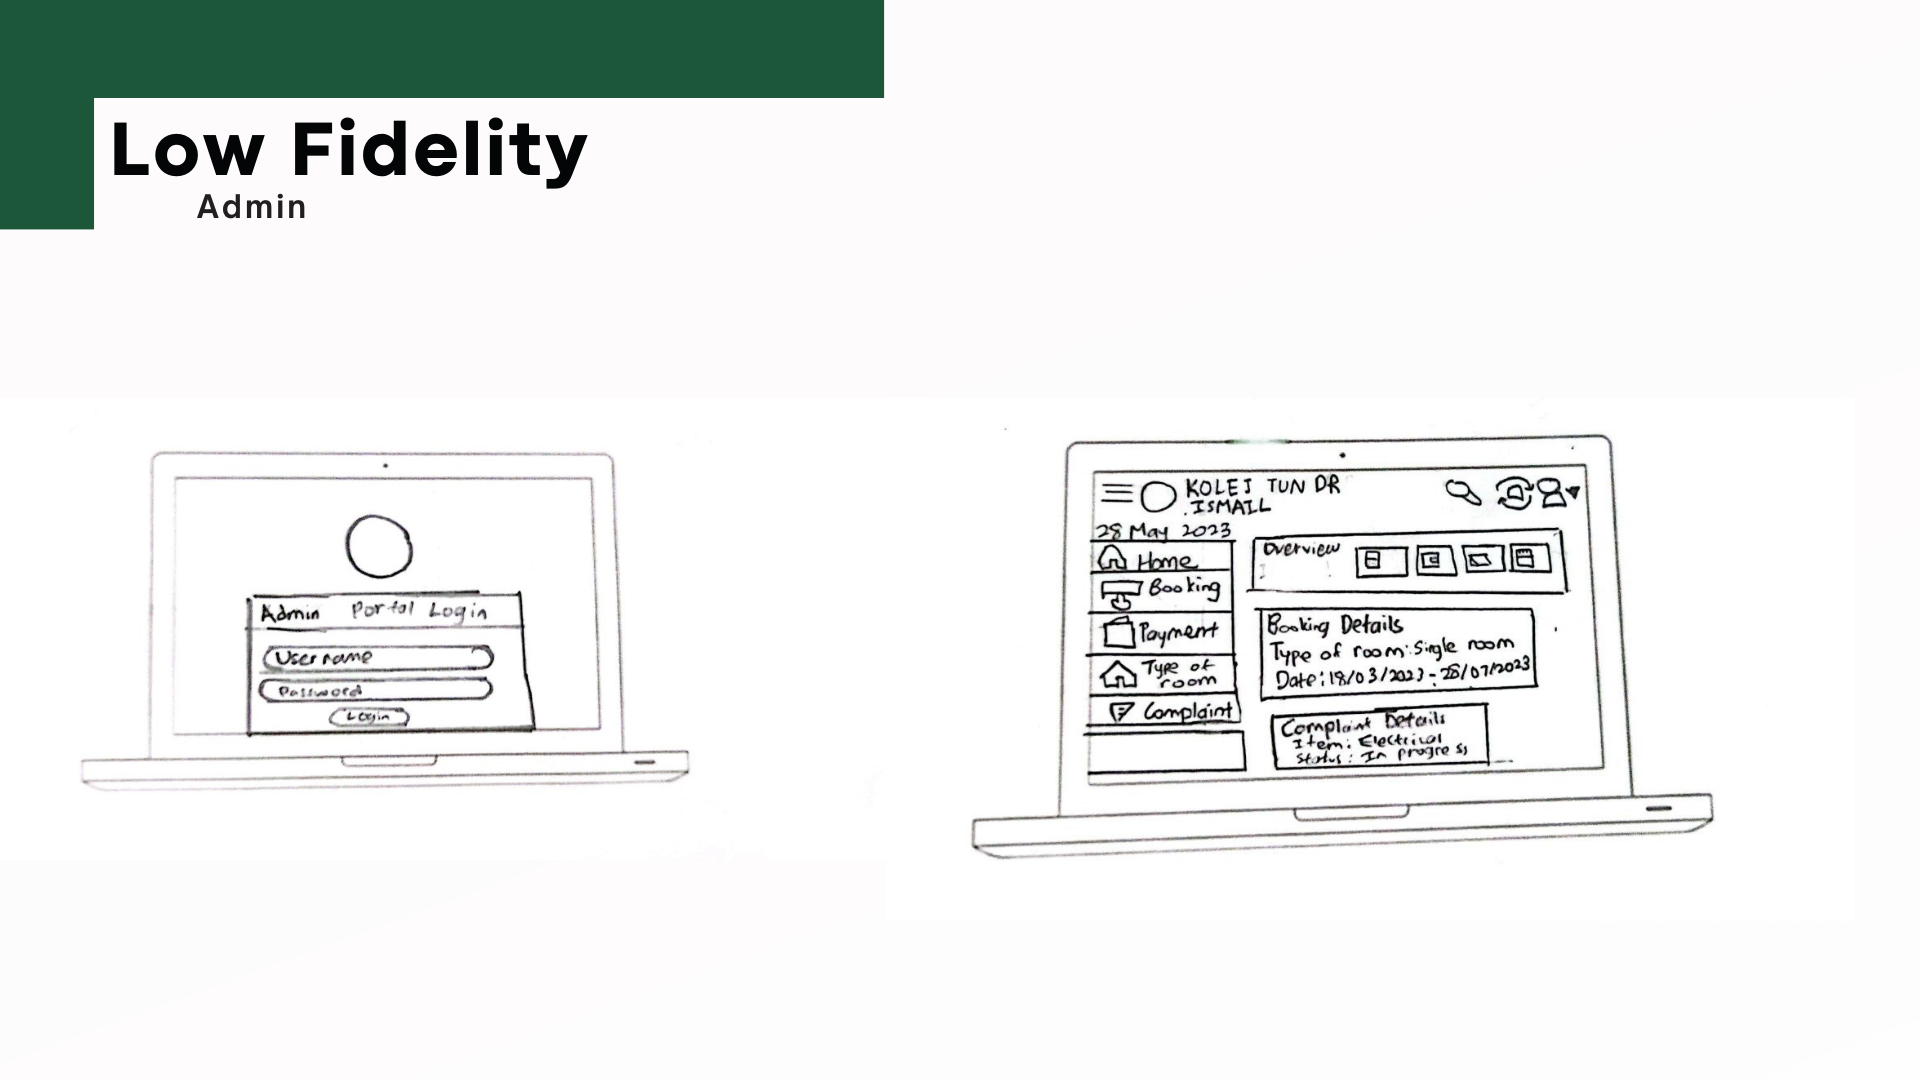 Low Fidelity
Admin
Admin Portal Login
Username
Password
Login
KOLEJ TUN DR
ISMAIL
28 May 2023
Home
Booking
Payment
Type of
room
Complaint
Overview
Booking Details
Type of room: Single room
Date: 18/03/2023 - 28/07/2023
Complaint Details
Item: Electrical
Status: In progress